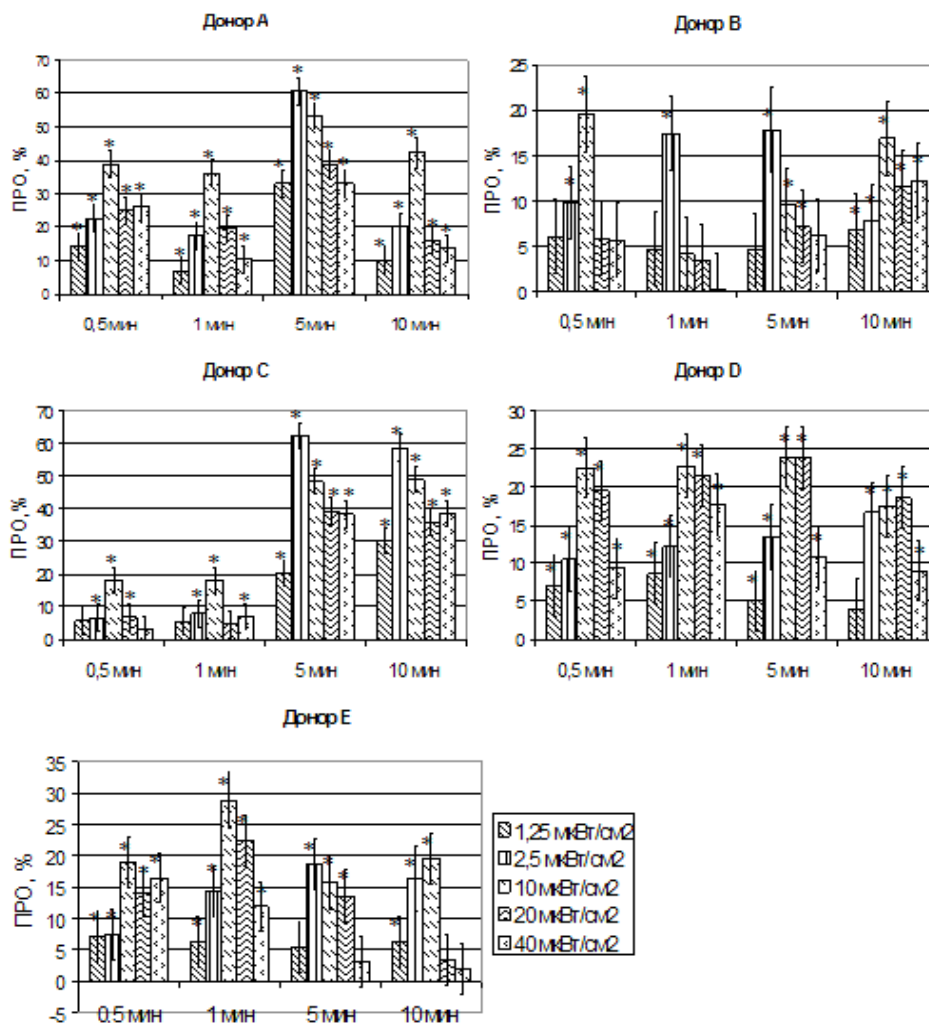 Донор А
ПРО, %
70
60
50
40
30
20
10
0
* * * * * * * * * * * * * * * * * * * *
0,5 мин 1 мин 5 мин 10 мин
Донор В
ПРО, %
25
20
15
10
5
0
* * * * * * * * * * *
0,5 мин 1 мин 5 мин 10 мин
Донор С
ПРО, %
70
60
50
40
30
20
10
0
* * * * * * * * * * * * * * * *
0,5 мин 1 мин 5 мин 10 мин
Донор D
ПРО, %
30
25
20
15
10
5
0
* * * * * * * * * * * * * * * * * * *
0,5 мин 1 мин 5 мин 10 мин
Донор Е
ПРО, %
35
30
25
20
15
10
5
0
-5
* * * * * * * * * * * * * * * *
0,5 мин 1 мин 5 мин 10 мин
1,25 мкВт/см2
2,5 мкВт/см2
10 мкВт/см2
20 мкВт/см2
40 мкВт/см2